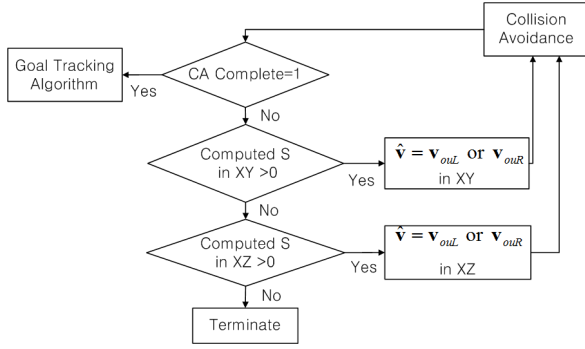 Collision
Avoidance
Goal Tracking
Algorithm
CA Complete=1
Yes
No
Computed S
in XY >0
Yes
v̂ = v_ouL or v_ouR
in XY
No
Computed S
in XZ >0
Yes
v̂ = v_ouL or v_ouR
in XZ
No
Terminate